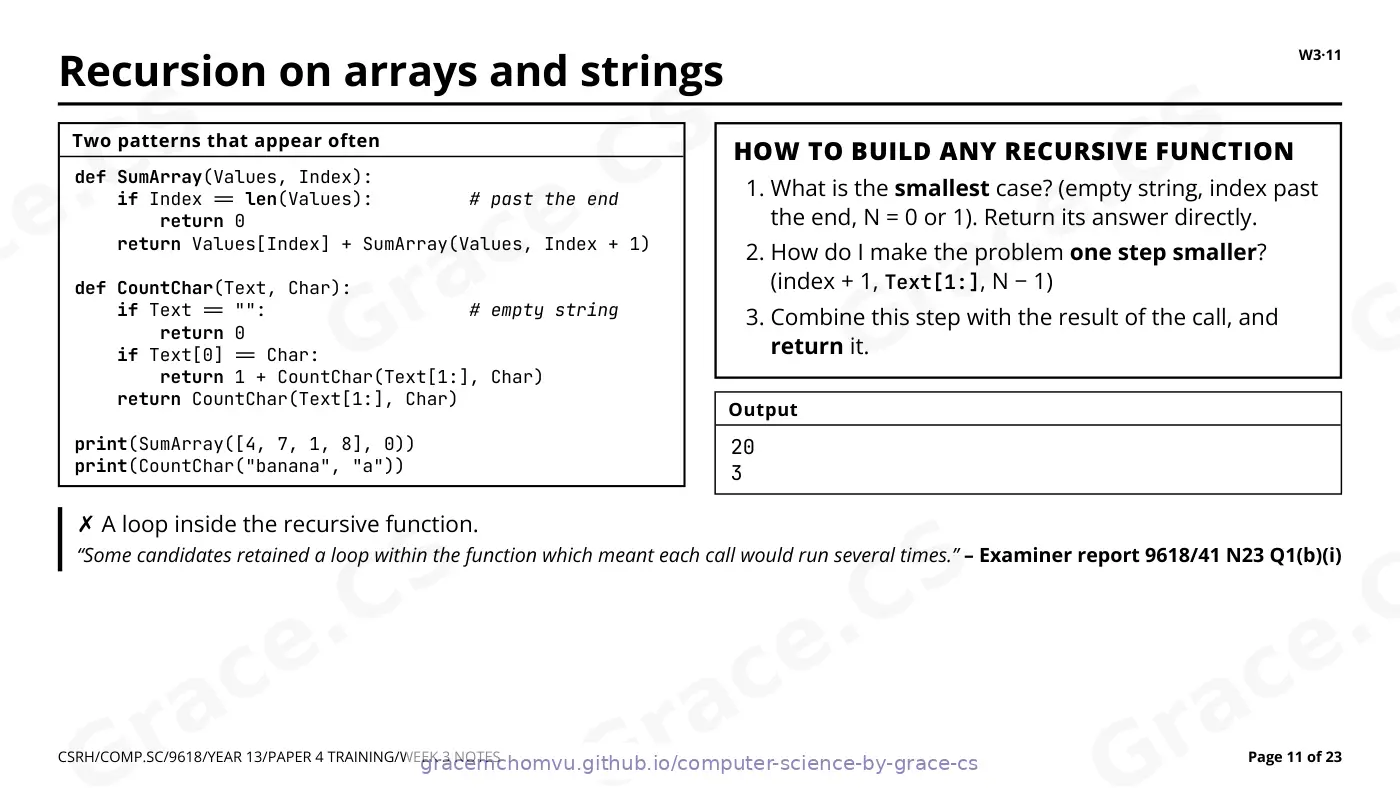 Recursion on arrays and strings
W3·11
Two patterns that appear often
def SumArray(Values, Index):
    if Index == len(Values):         # past the end
        return 0
    return Values[Index] + SumArray(Values, Index + 1)
def CountChar(Text, Char):
    if Text == "":                   # empty string
        return 0
    if Text[0] == Char:
        return 1 + CountChar(Text[1:], Char)
    return CountChar(Text[1:], Char)
print(SumArray([4, 7, 1, 8], 0))
print(CountChar("banana", "a"))
HOW TO BUILD ANY RECURSIVE FUNCTION
1. What is the smallest case? (empty string, index past
the end, N = 0 or 1). Return its answer directly.
2. How do I make the problem one step smaller?
(index + 1, Text[1:], N − 1)
3. Combine this step with the result of the call, and
return it.
Output
20
3
✗ A loop inside the recursive function.
“Some candidates retained a loop within the function which meant each call would run several times.” – Examiner report 9618/41 N23 Q1(b)(i)
CSRH/COMP.SC/9618/YEAR 13/PAPER 4 TRAINING/WEEK 3 NOTES
gracemchomvu.github.io/computer-science-by-grace-cs
Page 11 of 23
Grace.CS